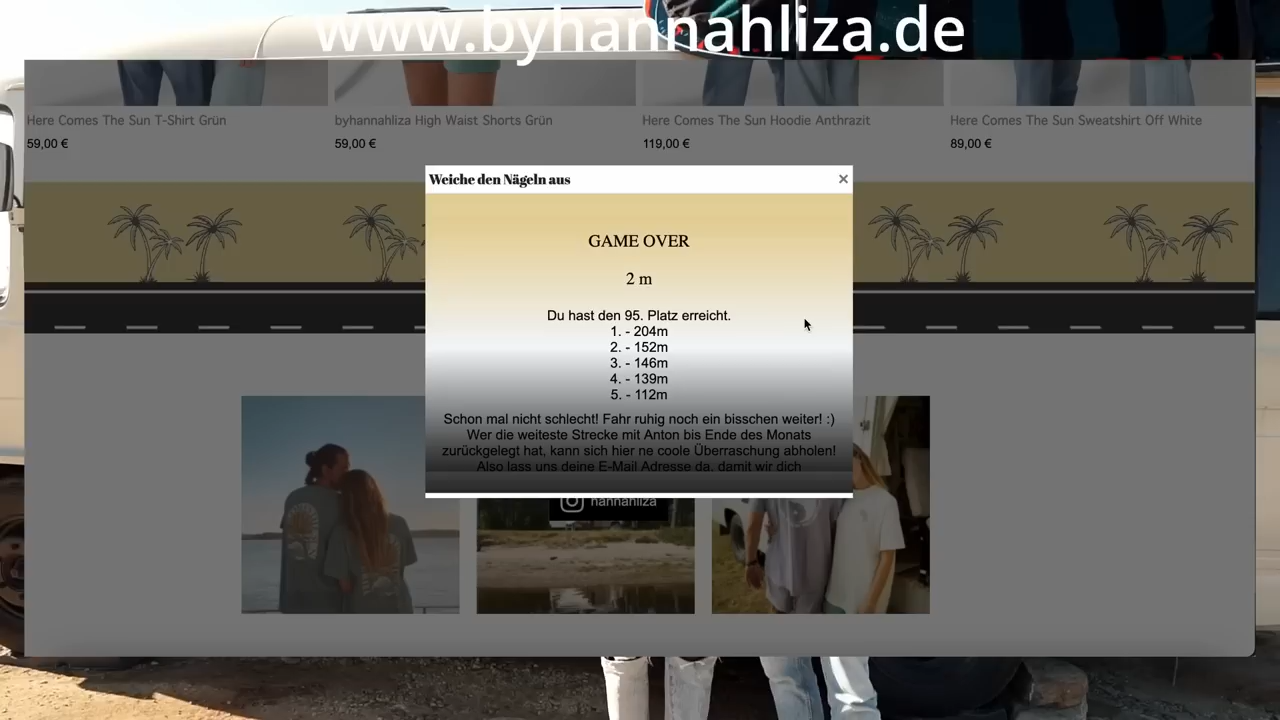 www.byhannahliza.de
Here Comes The Sun T-Shirt Grün
byhannahliza High Waist Shorts Grün
Here Comes The Sun Hoodie Anthrazit
Here Comes The Sun Sweatshirt Off White
59,00 €
59,00 €
119,00 €
89,00 €
Weiche den Nägeln aus
×
GAME OVER
2 m
Du hast den 95. Platz erreicht.
1. - 204m
2. - 152m
3. - 146m
4. - 139m
5. - 112m
Schon mal nicht schlecht! Fahr ruhig noch ein bisschen weiter! :)
Wer die weiteste Strecke mit Anton bis Ende des Monats
zurückgelegt hat, kann sich hier ne coole Überraschung abholen!
Also lass uns deine E-Mail Adresse da, damit wir dich
hannahliza